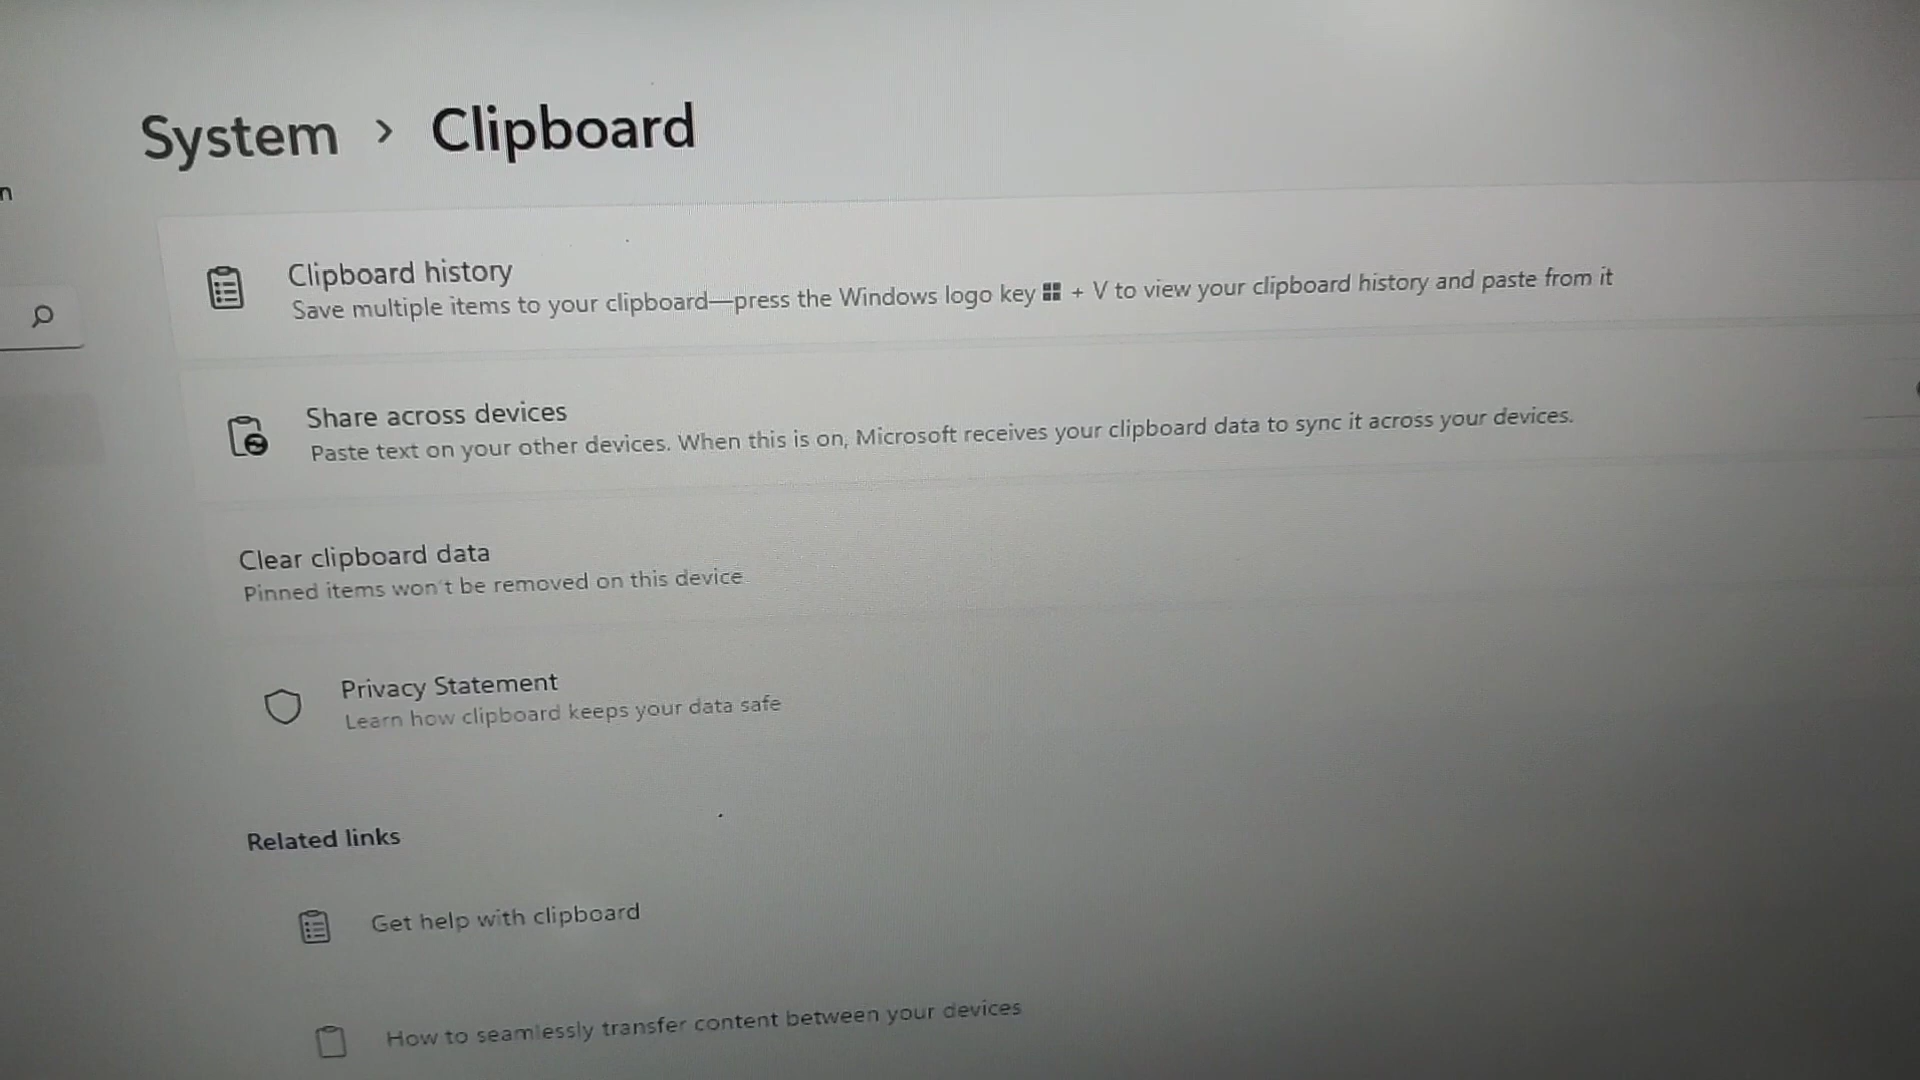 System > Clipboard
n
Clipboard history
Save multiple items to your clipboard—press the Windows logo key + V to view your clipboard history and paste from it
Share across devices
Paste text on your other devices. When this is on, Microsoft receives your clipboard data to sync it across your devices.
Clear clipboard data
Pinned items won't be removed on this device
Privacy Statement
Learn how clipboard keeps your data safe
Related links
Get help with clipboard
How to seamlessly transfer content between your devices